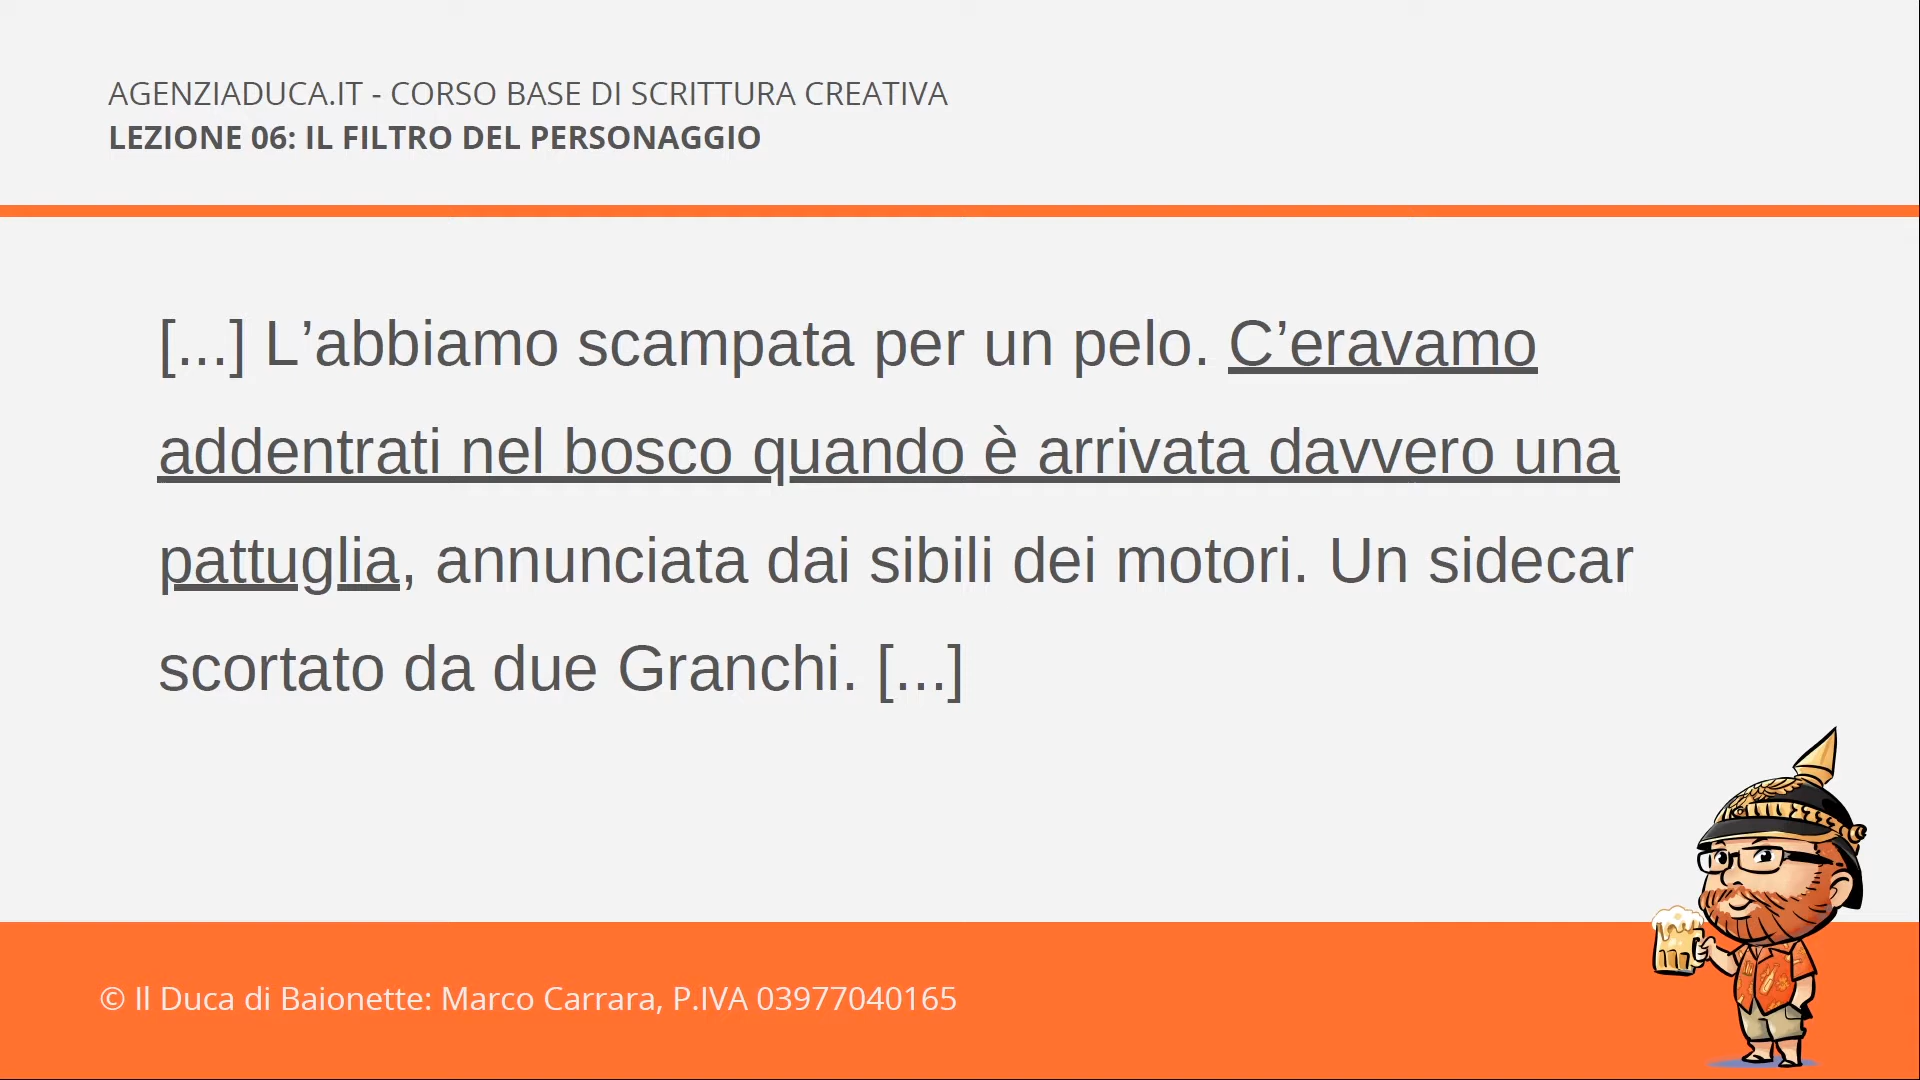 AGENZIADUCA.IT - CORSO BASE DI SCRITTURA CREATIVA
LEZIONE 06: IL FILTRO DEL PERSONAGGIO
[...] L’abbiamo scampata per un pelo. C’eravamo
addentrati nel bosco quando è arrivata davvero una
pattuglia, annunciata dai sibili dei motori. Un sidecar
scortato da due Granchi. [...]
© Il Duca di Baionette: Marco Carrara, P.IVA 03977040165